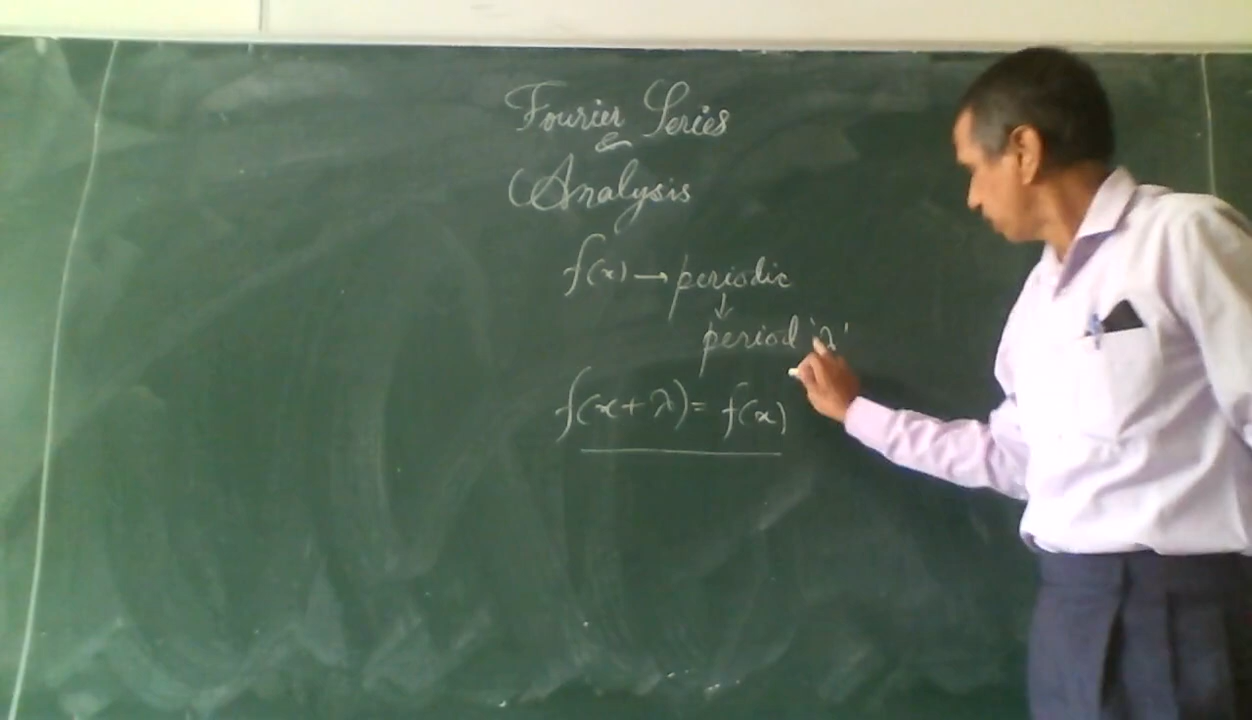 Fourier Series
&
Analysis
f(x) → periodic
↓
period 'λ'
f(x + λ) = f(x)